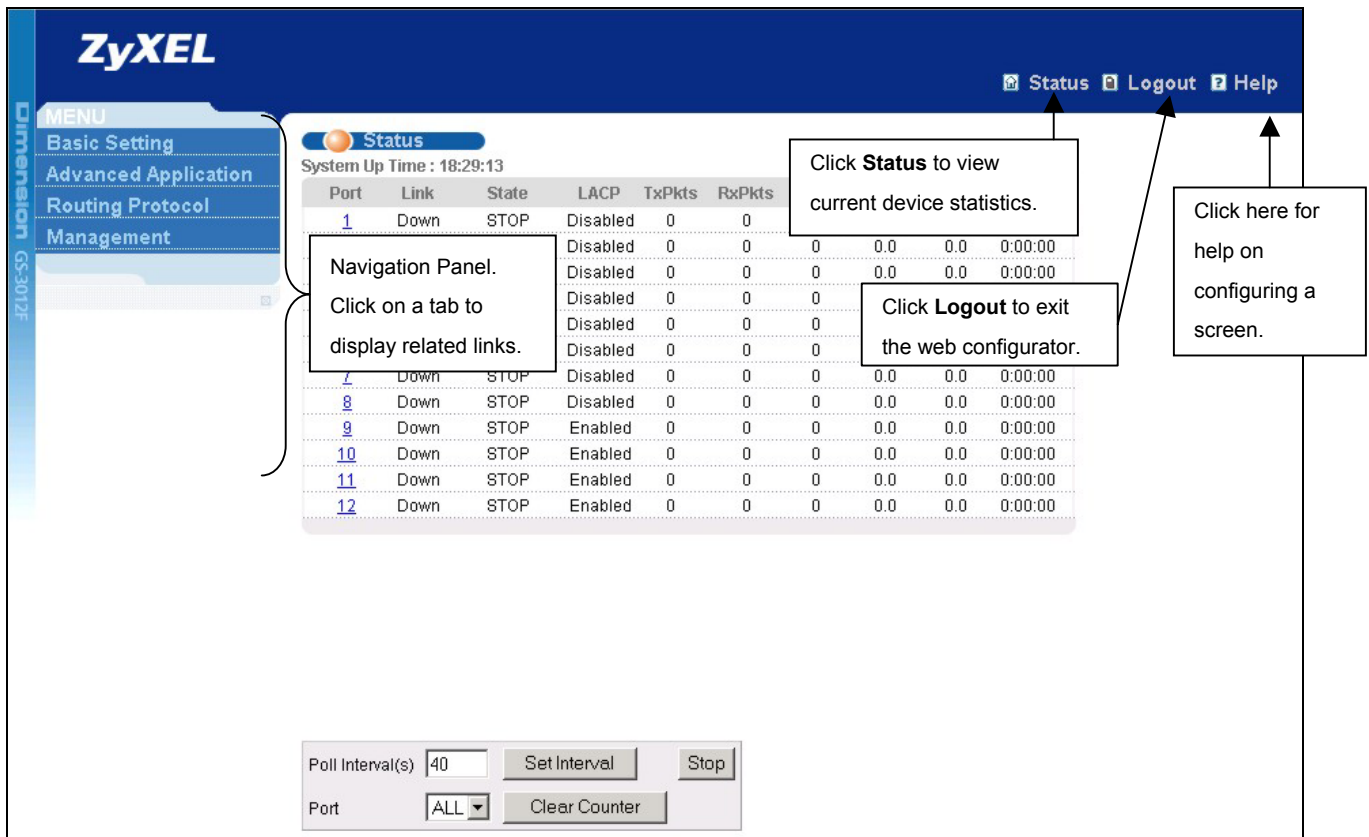 ZyXEL
Status Logout Help
Dimension GS-3012F
MENU
Basic Setting
Advanced Application
Routing Protocol
Management
Status
System Up Time : 18:29:13
Port Link State LACP TxPkts RxPkts
1 Down STOP Disabled 0 0
Disabled 0 0 0 0.0 0.0 0:00:00
Disabled 0 0 0 0.0 0.0 0:00:00
Disabled 0 0 0
Disabled 0 0 0
Disabled 0 0 0
7 Down STOP Disabled 0 0 0 0.0 0.0 0:00:00
8 Down STOP Disabled 0 0 0 0.0 0.0 0:00:00
9 Down STOP Enabled 0 0 0 0.0 0.0 0:00:00
10 Down STOP Enabled 0 0 0 0.0 0.0 0:00:00
11 Down STOP Enabled 0 0 0 0.0 0.0 0:00:00
12 Down STOP Enabled 0 0 0 0.0 0.0 0:00:00
Navigation Panel.
Click on a tab to
display related links.
Click Status to view
current device statistics.
Click Logout to exit
the web configurator.
Click here for
help on
configuring a
screen.
Poll Interval(s) 40 Set Interval Stop
Port ALL Clear Counter